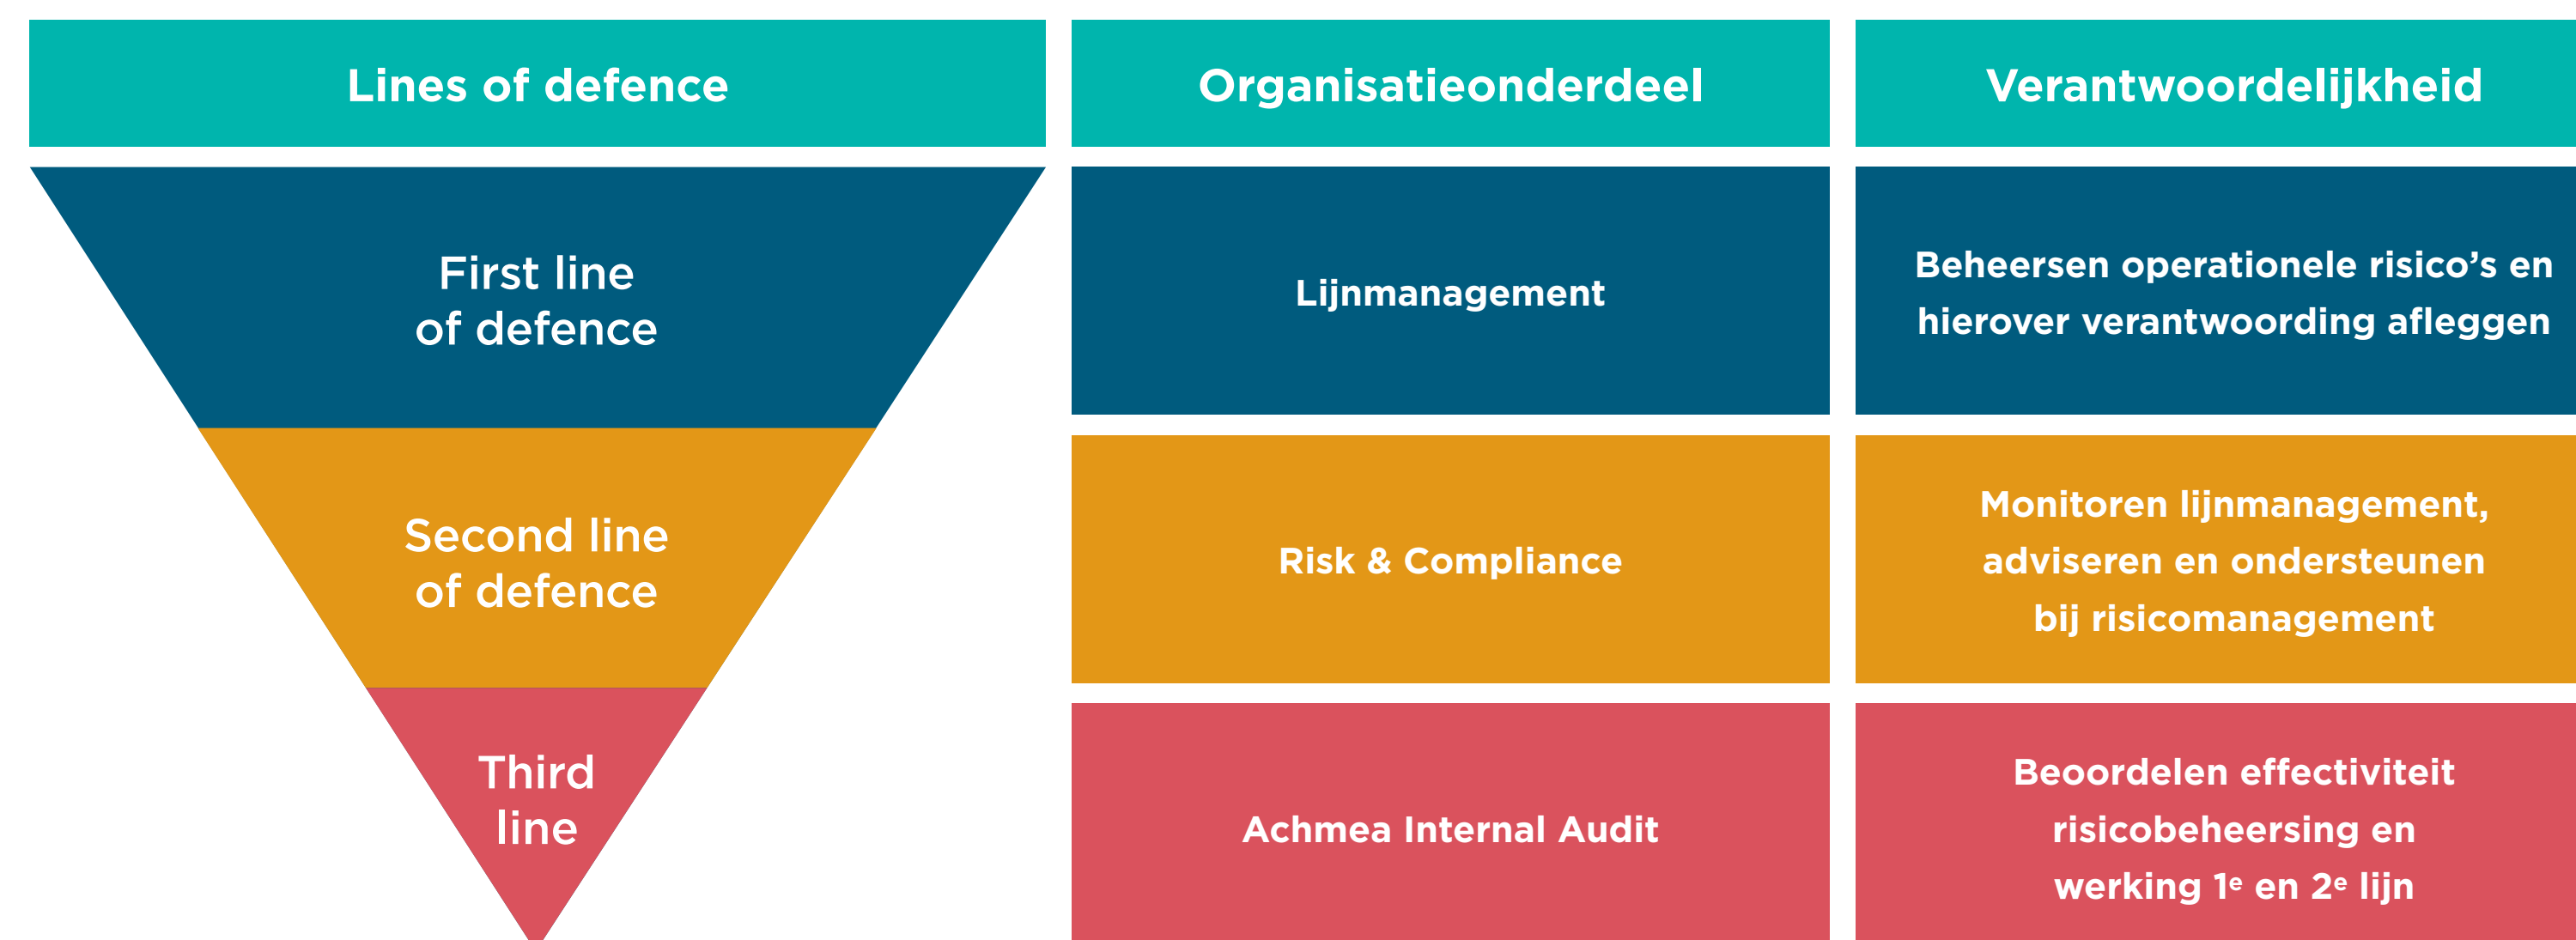 Lines of defence
Organisatieonderdeel
Verantwoordelijkheid
First line
of defence
Lijnmanagement
Beheersen operationele risico’s en
hierover verantwoording afleggen
Second line
of defence
Risk & Compliance
Monitoren lijnmanagement,
adviseren en ondersteunen
bij risicomanagement
Third
line
Achmea Internal Audit
Beoordelen effectiviteit
risicobeheersing en
werking 1ᵉ en 2ᵉ lijn